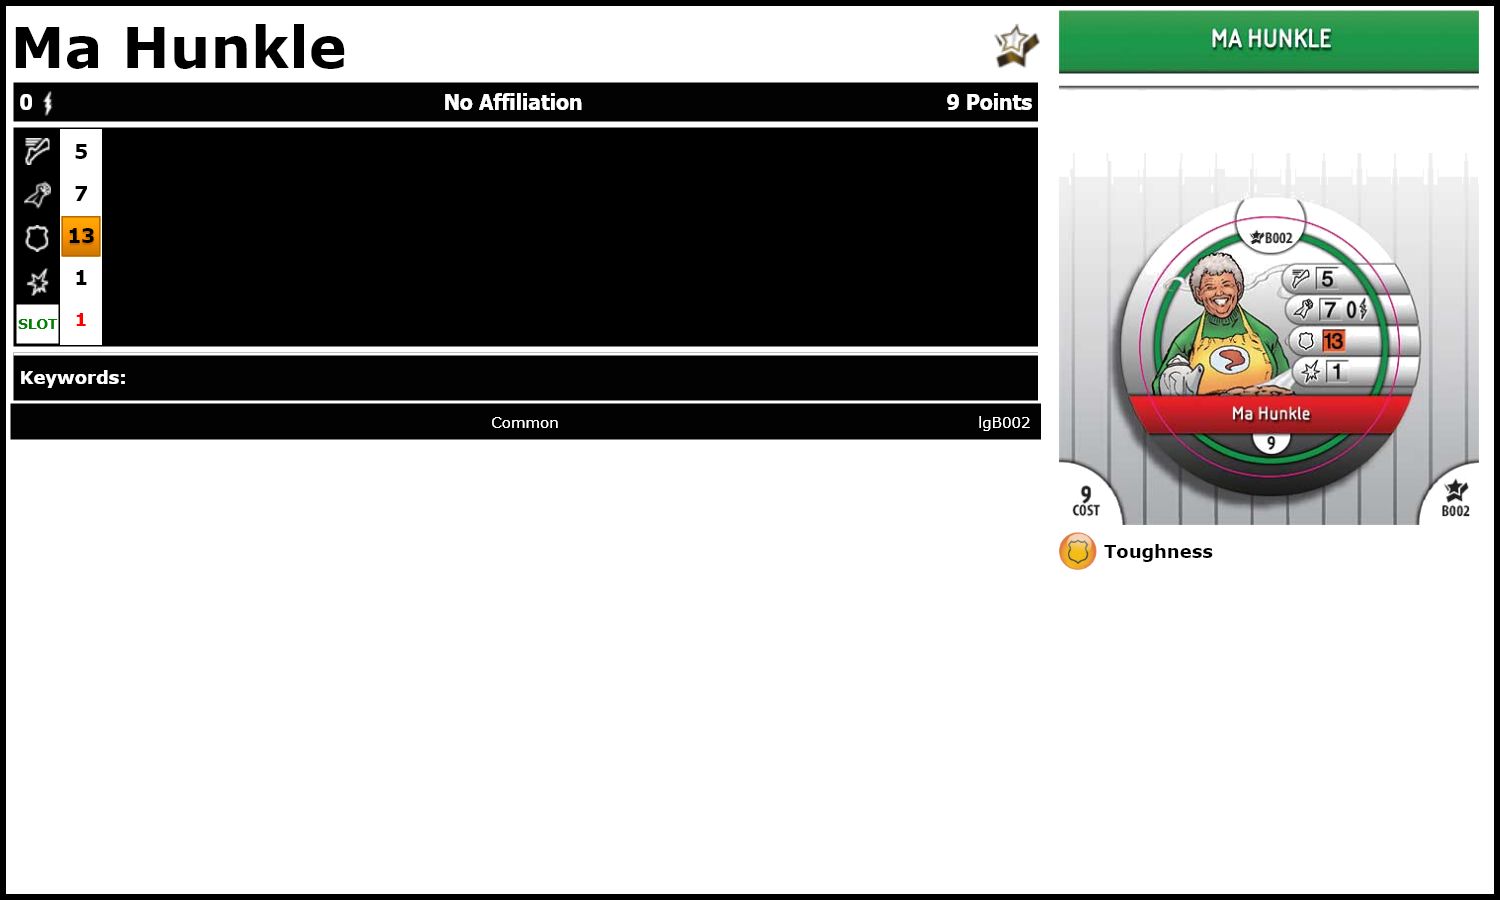 Ma Hunkle
0 No Affiliation 9 Points
5
7
13
1
SLOT 1
Keywords:
Common lgB002
MA HUNKLE
B002
5
7 0
13
1
Ma Hunkle
9
9
COST
B002
Toughness